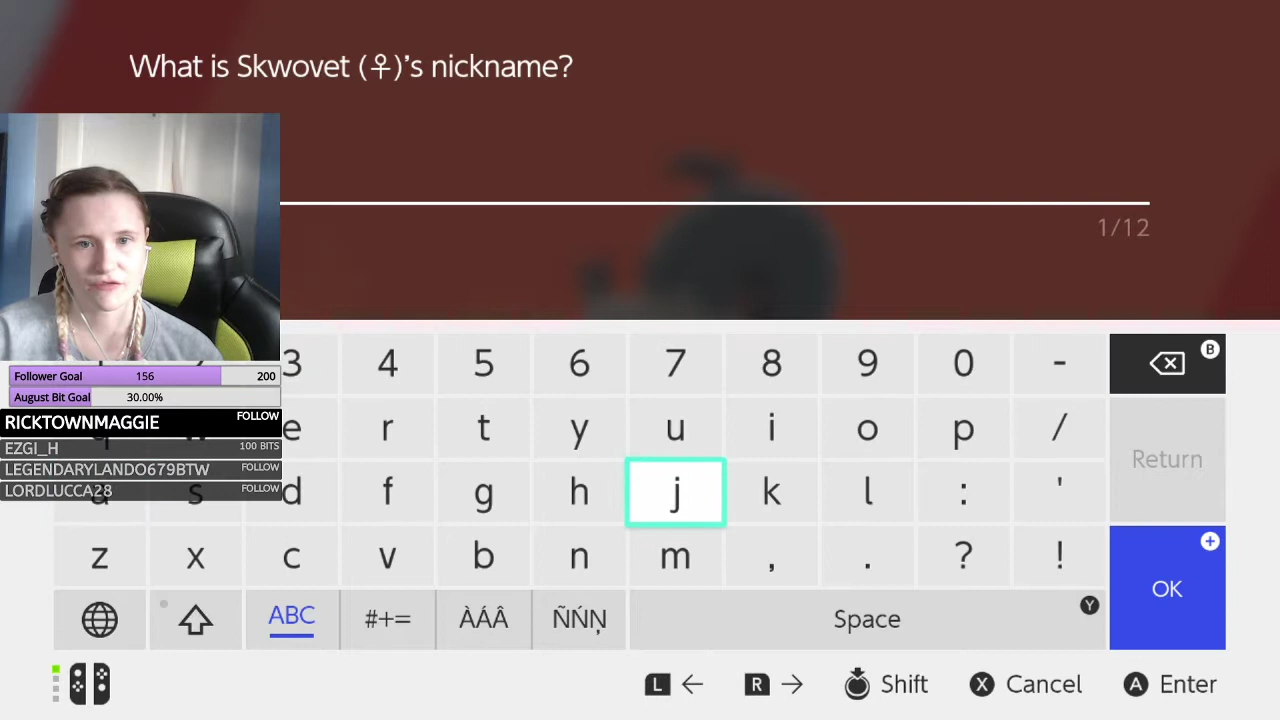 What is Skwovet (♀)'s nickname?
1/12
3 4 5 6 7 8 9 0 -
Follower Goal 156 200
August Bit Goal 30.00%
RICKTOWNMAGGIE FOLLOW
q w e r t y u i o p /
EZGI_H 100 BITS
LEGENDARYLANDO679BTW FOLLOW
Return
LORDLUCCA28 FOLLOW
a s d f g h j k l : '
z x c v b n m , . ? !
OK
ABC #+= ÀÁÂ ÑŃŅ Space Y
B
+
L ← R → Shift X Cancel A Enter